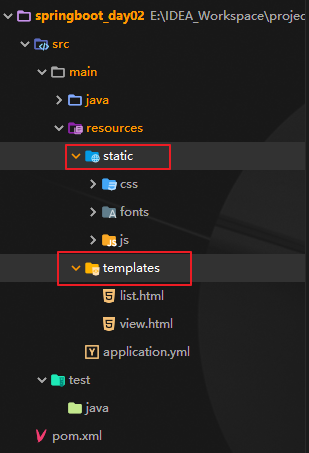 springboot_day02 E:\IDEA_Workspace\projec
src
main
java
resources
static
css
fonts
js
templates
list.html
view.html
application.yml
test
java
pom.xml